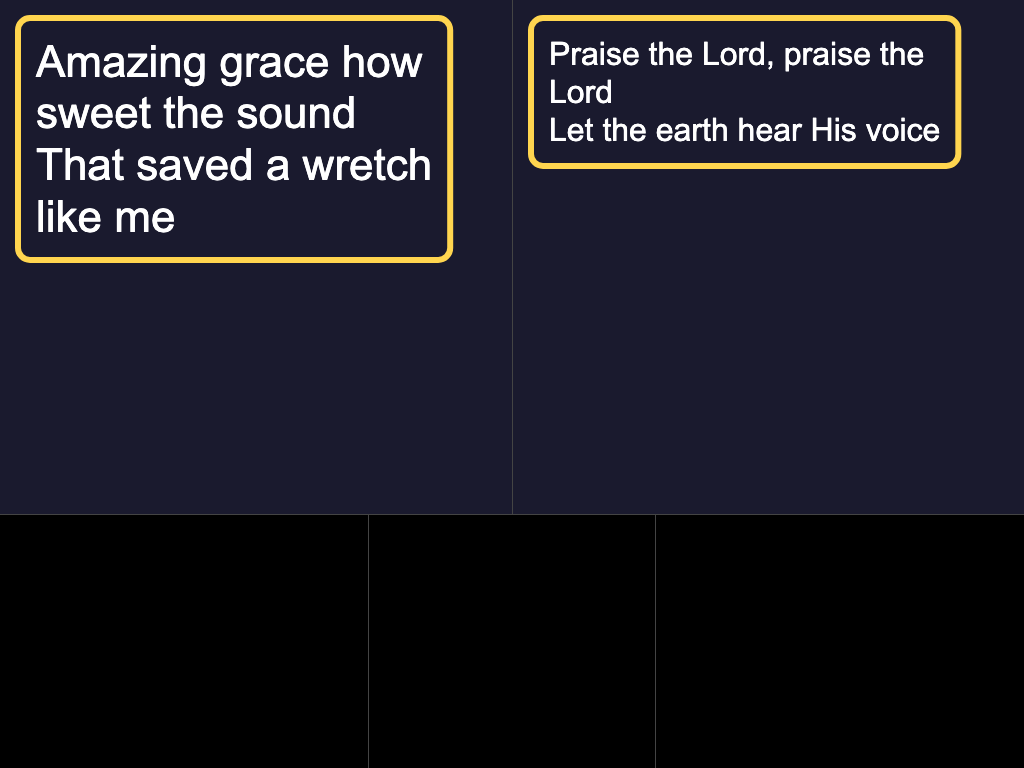 Amazing grace how
sweet the sound
That saved a wretch
like me
Praise the Lord, praise the
Lord
Let the earth hear His voice